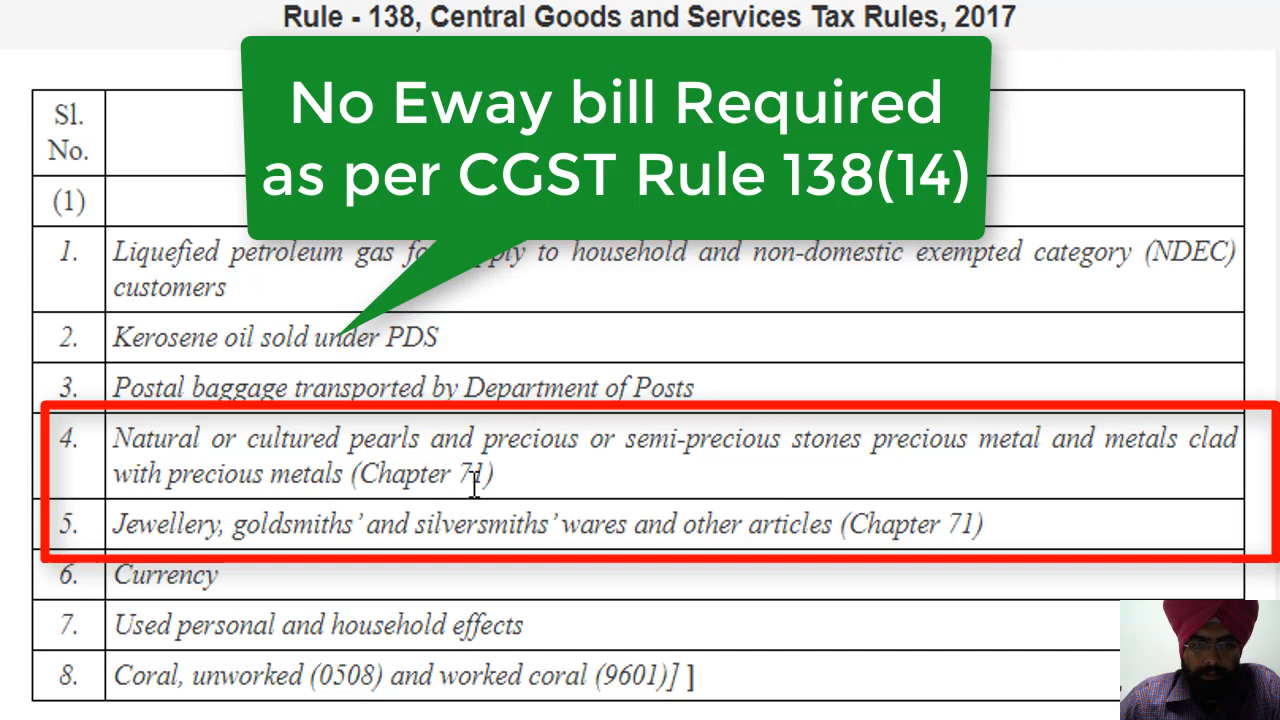 Rule - 138, Central Goods and Services Tax Rules, 2017
No Eway bill Required
as per CGST Rule 138(14)
Sl.
No.
(1)
1. Liquefied petroleum gas to household and non-domestic exempted category (NDEC)
customers
2. Kerosene oil sold under PDS
3. Postal baggage transported by Department of Posts
4. Natural or cultured pearls and precious or semi-precious stones precious metal and metals clad
with precious metals (Chapter 71)
5. Jewellery, goldsmiths’ and silversmiths’ wares and other articles (Chapter 71)
6. Currency
7. Used personal and household effects
8. Coral, unworked (0508) and worked coral (9601)] ]